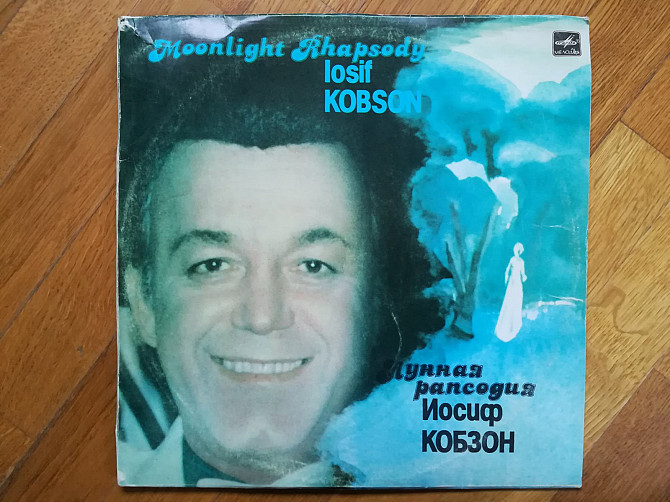 Moonlight Rhapsody
Iosif
KOBSON
Лунная
рапсодия
Иосиф
КОБЗОН